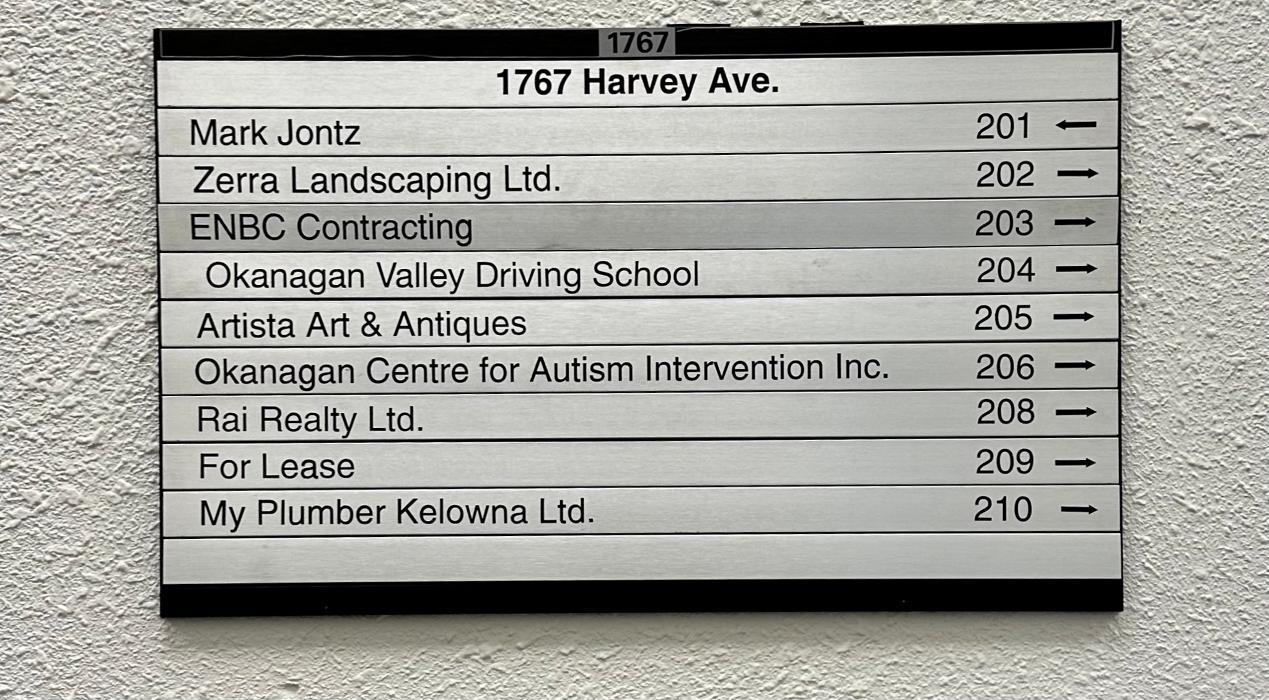 1767
1767 Harvey Ave.
Mark Jontz 201 ←
Zerra Landscaping Ltd. 202 →
ENBC Contracting 203 →
Okanagan Valley Driving School 204 →
Artista Art & Antiques 205 →
Okanagan Centre for Autism Intervention Inc. 206 →
Rai Realty Ltd. 208 →
For Lease 209 →
My Plumber Kelowna Ltd. 210 →